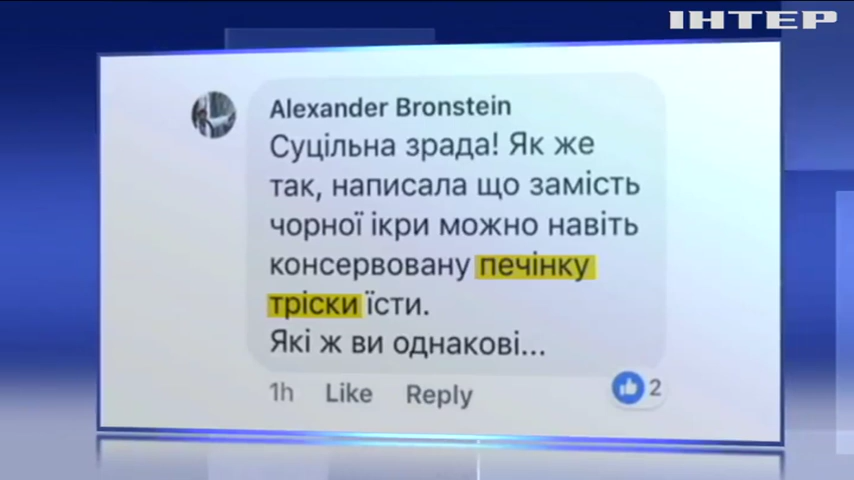 ІНТЕР
Alexander Bronstein
Суцільна зрада! Як же
так, написала що замість
чорної ікри можно навіть
консервовану печінку
тріски їсти.
Які ж ви однакові...
1h Like Reply 2